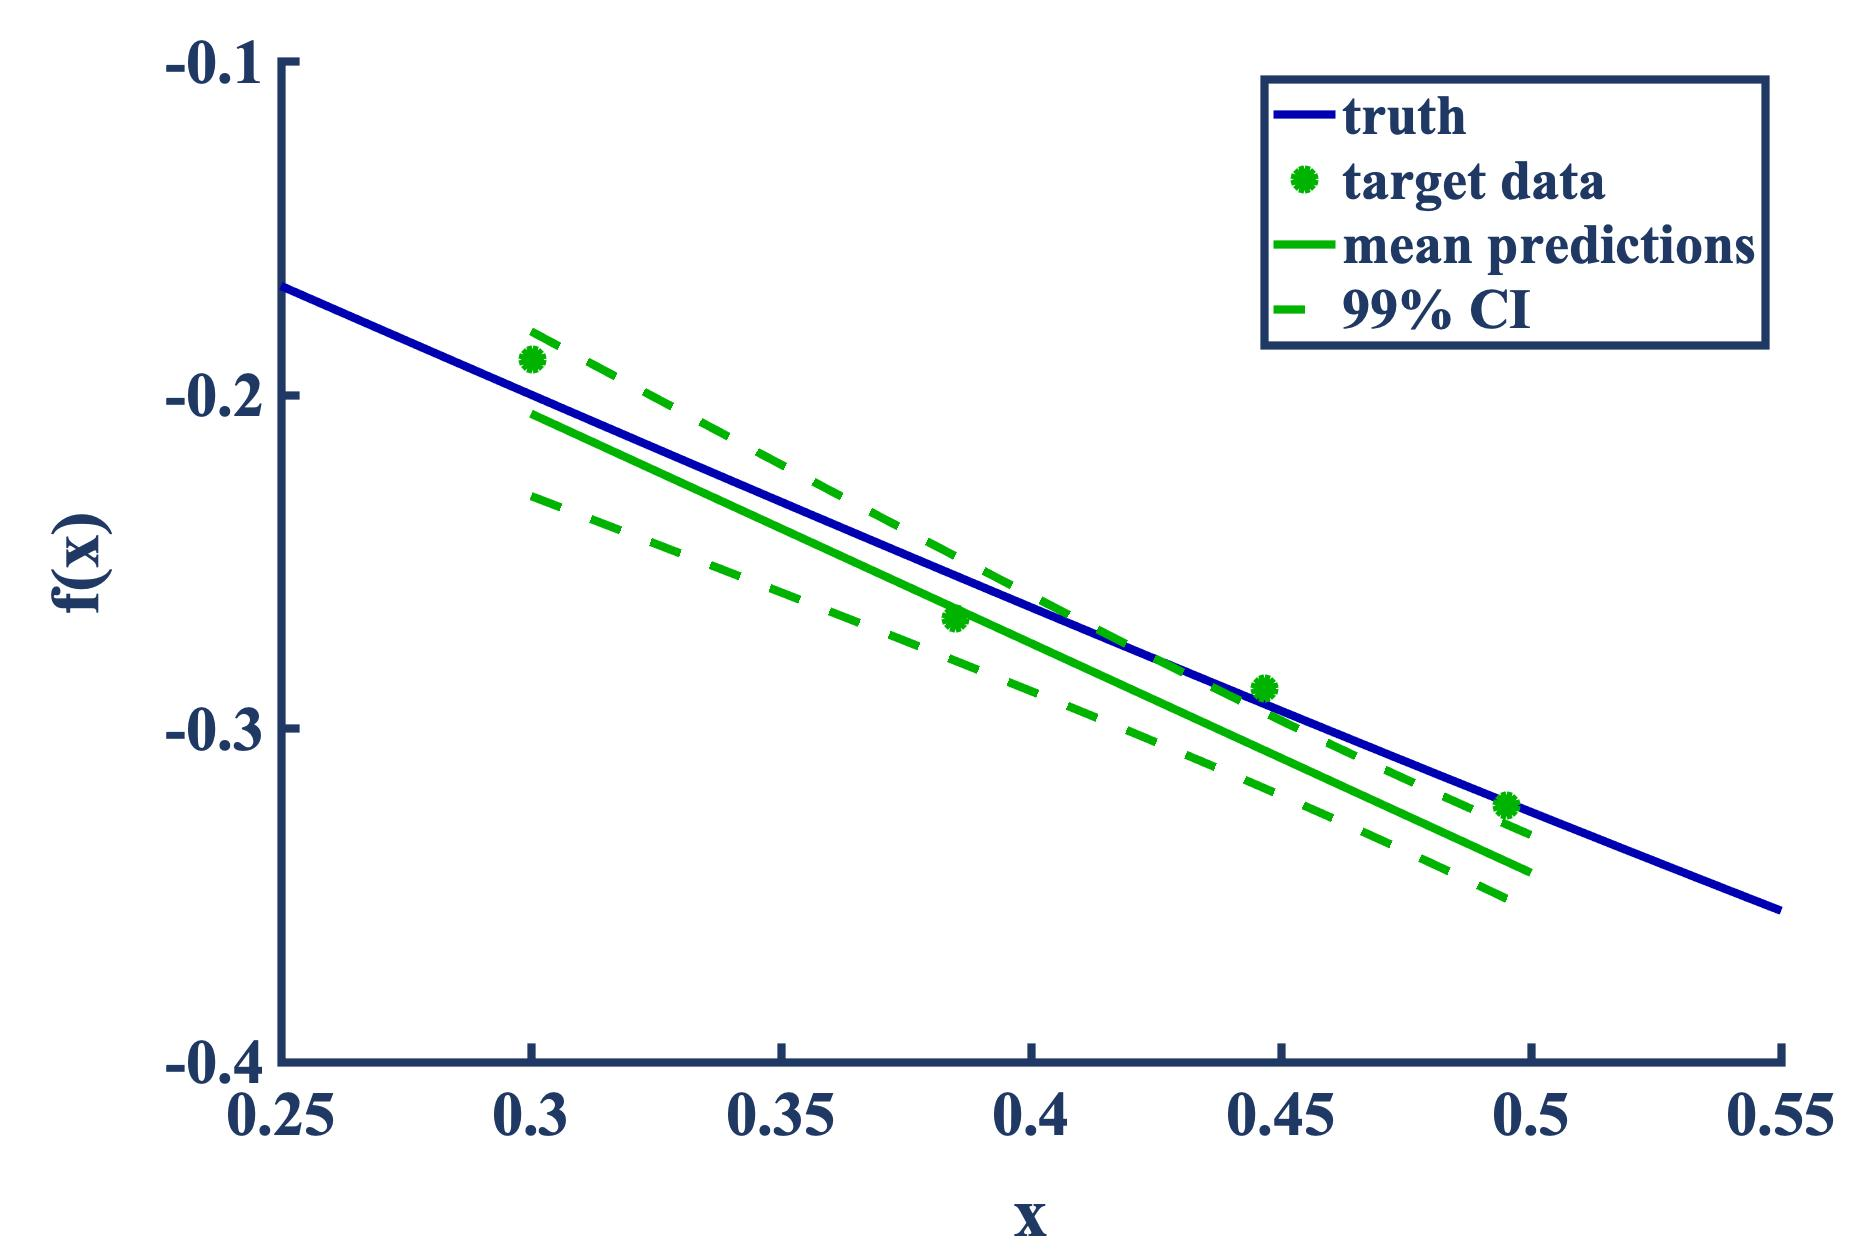 -0.1
-0.2
-0.3
-0.4
f(x)
truth
target data
mean predictions
99% CI
0.25 0.3 0.35 0.4 0.45 0.5 0.55
x